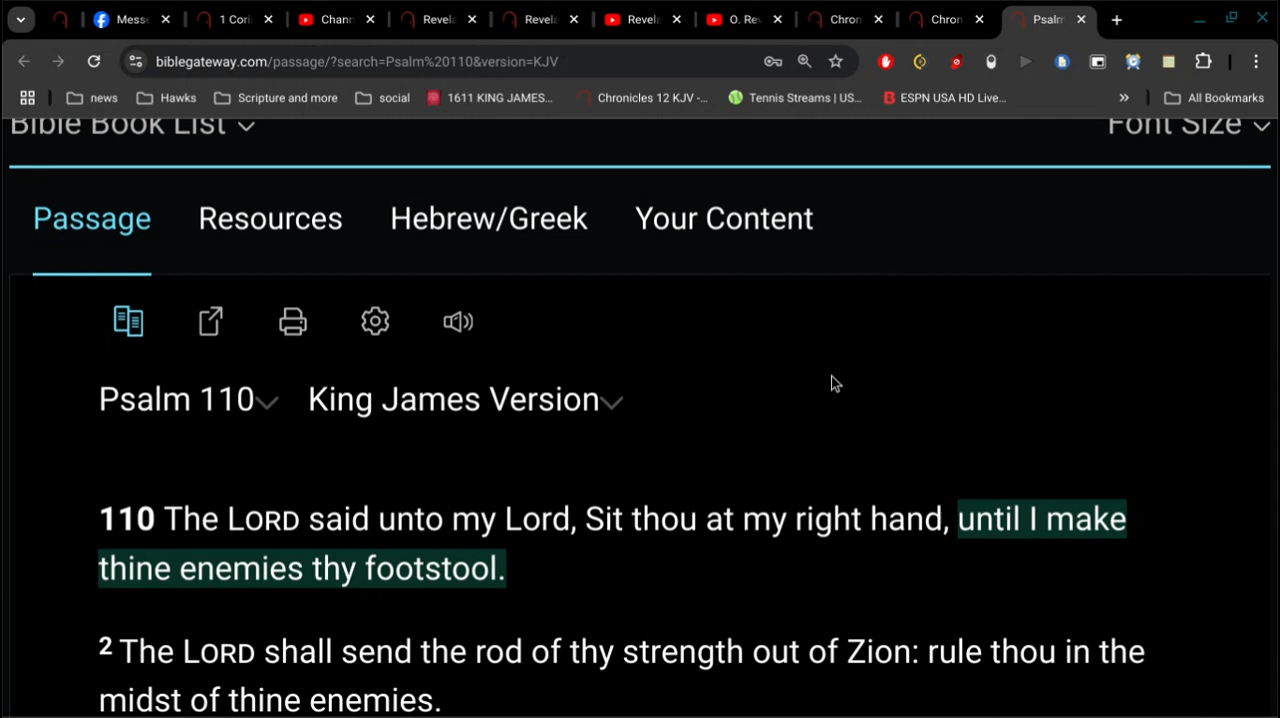 Mess
1 Cori
Chann
Revela
Revela
Revela
O. Rev
Chron
Chron
Psalm
biblegateway.com/passage/?search=Psalm%20110&version=KJV
news
Hawks
Scripture and more
social
1611 KING JAMES...
Chronicles 12 KJV -...
Tennis Streams | US...
ESPN USA HD Live...
All Bookmarks
Bible Book List
Font Size
Passage
Resources
Hebrew/Greek
Your Content
Psalm 110
King James Version
110 The LORD said unto my Lord, Sit thou at my right hand, until I make
thine enemies thy footstool.
2 The LORD shall send the rod of thy strength out of Zion: rule thou in the
midst of thine enemies.